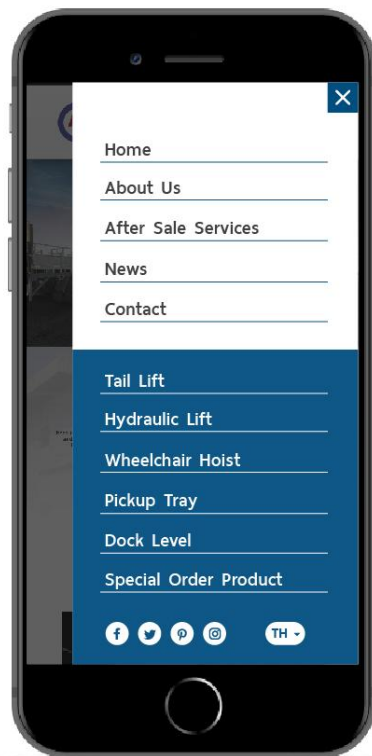 Home
About Us
After Sale Services
News
Contact
Tail Lift
Hydraulic Lift
Wheelchair Hoist
Pickup Tray
Dock Level
Special Order Product
TH